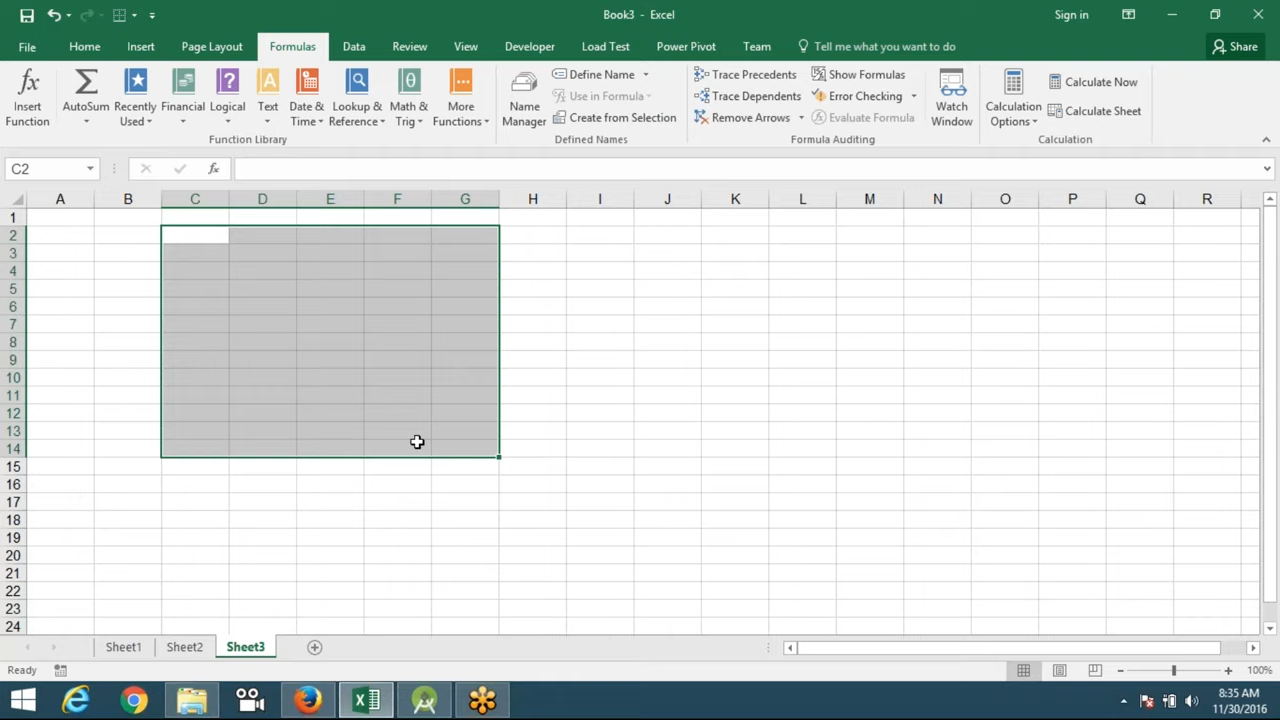 Book3 - Excel
Sign in
File Home Insert Page Layout Formulas Data Review View Developer Load Test Power Pivot Team Tell me what you want to do Share
Insert Function
AutoSum
Recently Used
Financial
Logical
Text
Date & Time
Lookup & Reference
Math & Trig
More Functions
Function Library
Name Manager
Define Name
Use in Formula
Create from Selection
Defined Names
Trace Precedents
Trace Dependents
Remove Arrows
Show Formulas
Error Checking
Evaluate Formula
Formula Auditing
Watch Window
Calculation Options
Calculate Now
Calculate Sheet
Calculation
C2
fx
A B C D E F G H I J K L M N O P Q R
1
2
3
4
5
6
7
8
9
10
11
12
13
14
15
16
17
18
19
20
21
22
23
24
Sheet1 Sheet2 Sheet3
Ready
100%
8:35 AM
11/30/2016